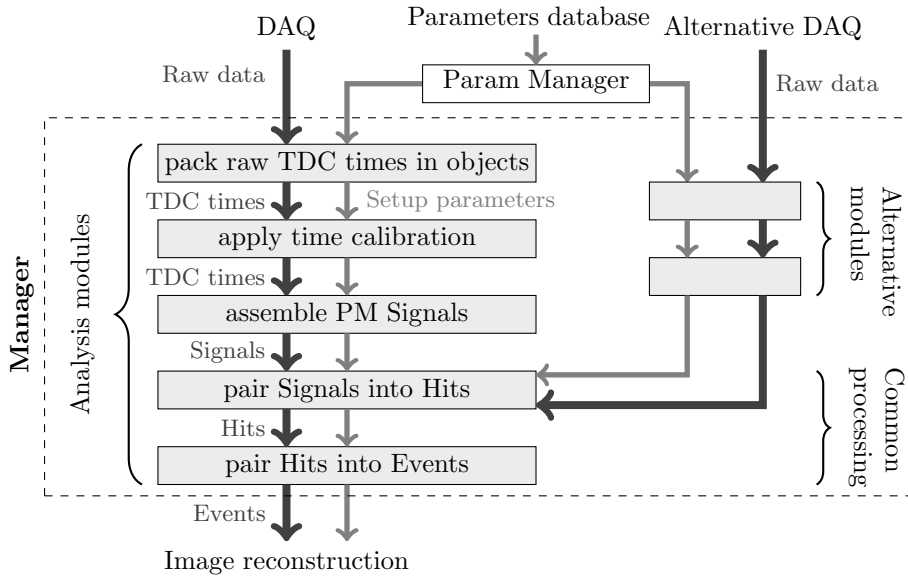 Parameters database
DAQ
Alternative DAQ
Raw data
Param Manager
Raw data
pack raw TDC times in objects
TDC times
Setup parameters
apply time calibration
TDC times
assemble PM Signals
Signals
pair Signals into Hits
Hits
pair Hits into Events
Events
Image reconstruction
Manager
Analysis modules
Alternative
modules
Common
processing